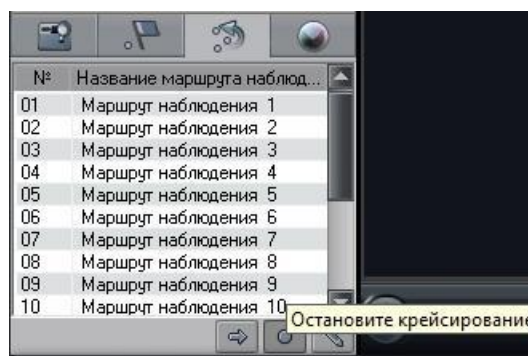 № Название маршрута наблюд...
01 Маршрут наблюдения 1
02 Маршрут наблюдения 2
03 Маршрут наблюдения 3
04 Маршрут наблюдения 4
05 Маршрут наблюдения 5
06 Маршрут наблюдения 6
07 Маршрут наблюдения 7
08 Маршрут наблюдения 8
09 Маршрут наблюдения 9
10 Маршрут наблюдения 10
Остановите крейсирование